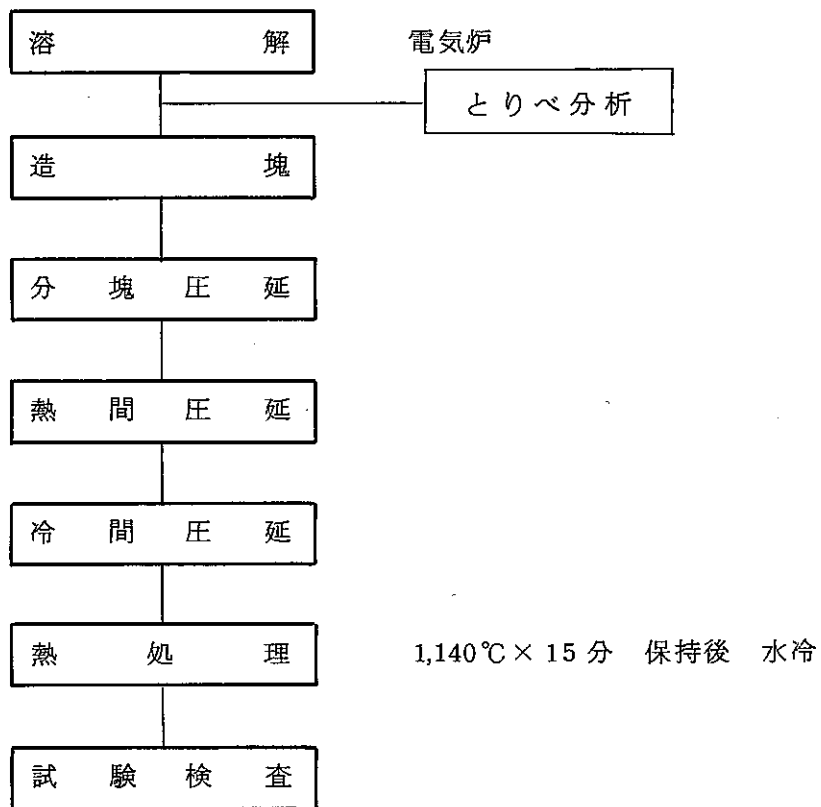 溶解 電気炉
とりべ分析
造塊
分塊圧延
熱間圧延
冷間圧延
熱処理 1,140℃×15分 保持後 水冷
試験検査